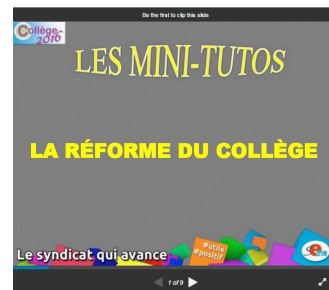 Be the first to clip this slide
Collège-
2016
LES MINI-TUTOS
LA RÉFORME DU COLLÈGE
#utile
#positif
Le syndicat qui avance
1 of 9